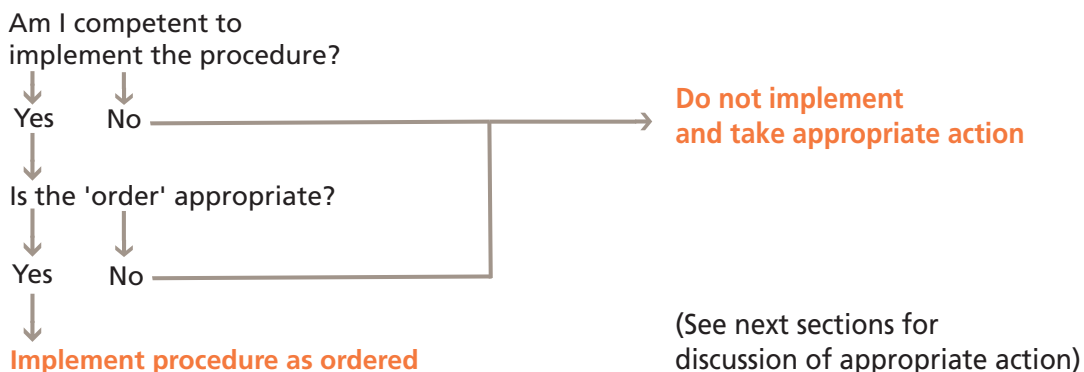 Am I competent to
implement the procedure?
Yes No
Do not implement
and take appropriate action
Is the 'order' appropriate?
Yes No
Implement procedure as ordered
(See next sections for
discussion of appropriate action)